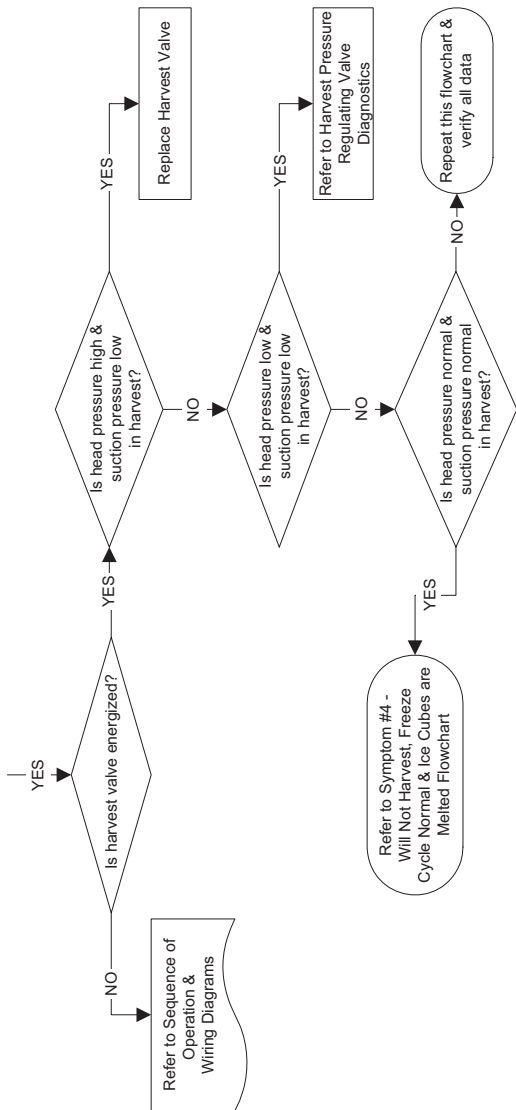 YES
Is harvest valve energized?
NO
Refer to Sequence of
Operation &
Wiring Diagrams
YES
Is head pressure high &
suction pressure low
in harvest?
YES
Replace Harvest Valve
NO
Is head pressure low &
suction pressure low
in harvest?
YES
Refer to Harvest Pressure
Regulating Valve
Diagnostics
NO
Is head pressure normal &
suction pressure normal
in harvest?
YES
Refer to Symptom #4 -
Will Not Harvest, Freeze
Cycle Normal & Ice Cubes are
Melted Flowchart
NO
Repeat this flowchart &
verify all data